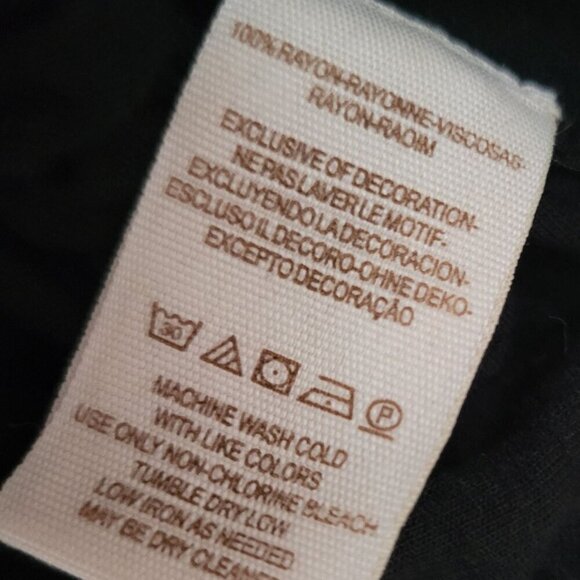 100% RAYON-RAYONNE-VISCOSAS-
RAYON-RADIM
EXCLUSIVE OF DECORATION-
NE PAS LAVER LE MOTIF-
EXCLUYENDO LA DECORACION-
ESCLUSO IL DECORO-OHNE DEKO-
EXCEPTO DECORAÇÃO
30 P
MACHINE WASH COLD
WITH LIKE COLORS
USE ONLY NON-CHLORINE BLEACH
TUMBLE DRY LOW
LOW IRON AS NEEDED
MAY BE DRY CLEANED